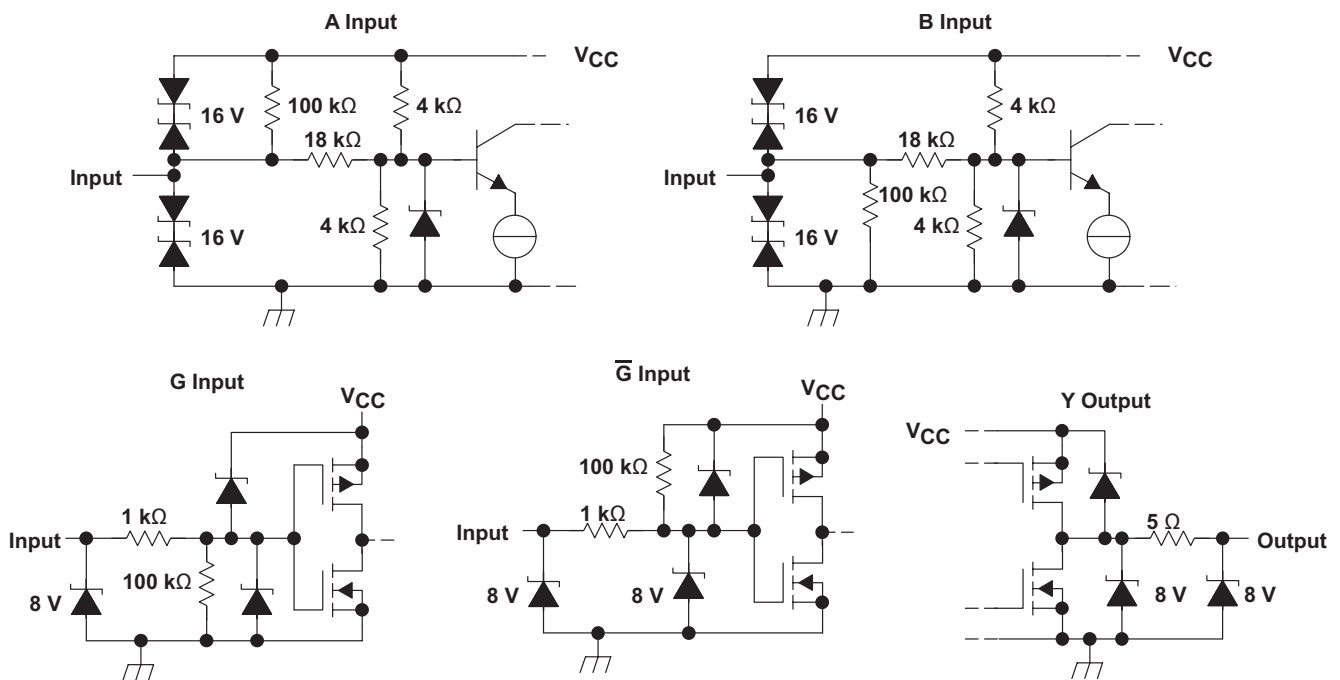 A Input
B Input
VCC
VCC
16 V
100 kΩ
4 kΩ
16 V
4 kΩ
18 kΩ
18 kΩ
Input
Input
100 kΩ
16 V
4 kΩ
16 V
4 kΩ
G Input
G̅ Input
VCC
VCC
Y Output
VCC
100 kΩ
1 kΩ
1 kΩ
5 Ω
Input
Input
Output
100 kΩ
8 V
8 V
8 V
8 V
8 V